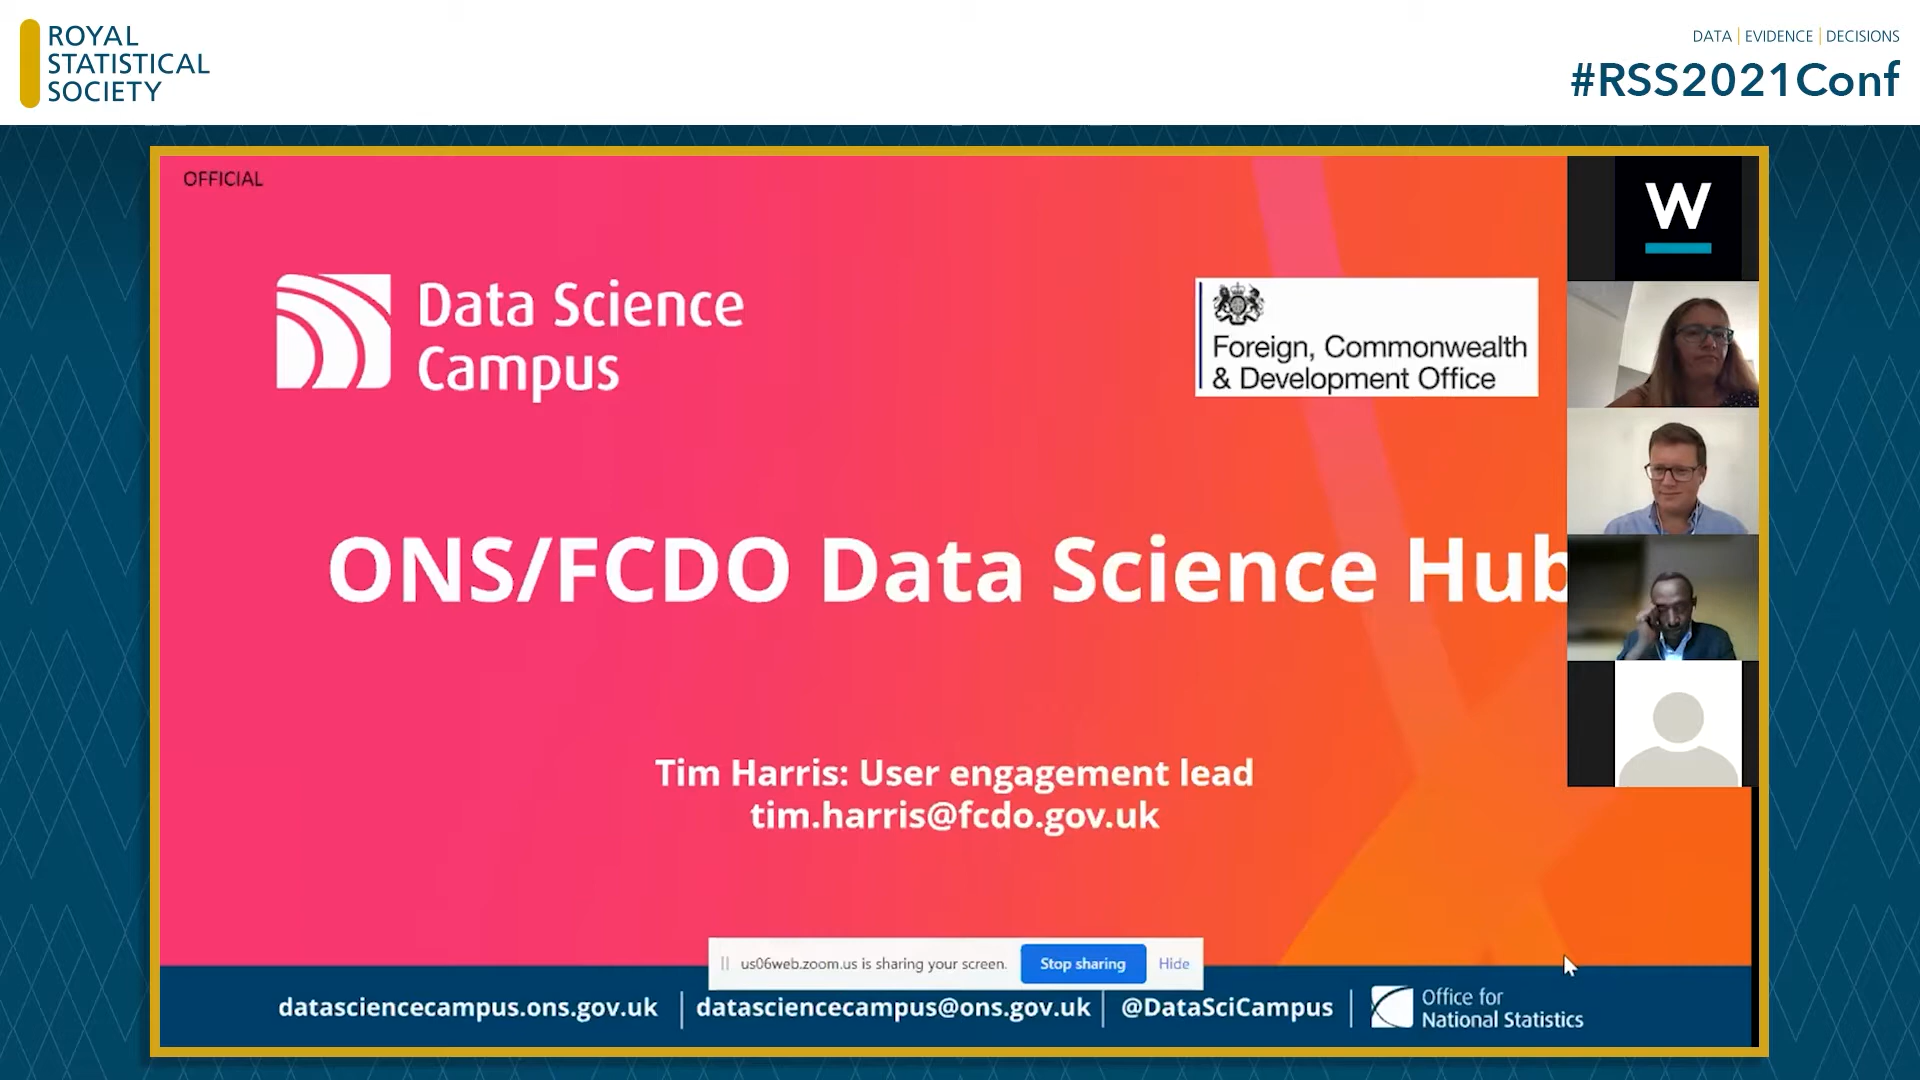 ROYAL
STATISTICAL
SOCIETY
DATA | EVIDENCE | DECISIONS
#RSS2021Conf
OFFICIAL
W
Data Science
Campus
Foreign, Commonwealth
& Development Office
ONS/FCDO Data Science Hub
Tim Harris: User engagement lead
tim.harris@fcdo.gov.uk
us06web.zoom.us is sharing your screen.
Stop sharing
Hide
datasciencecampus.ons.gov.uk | datasciencecampus@ons.gov.uk | @DataSciCampus |
Office for
National Statistics